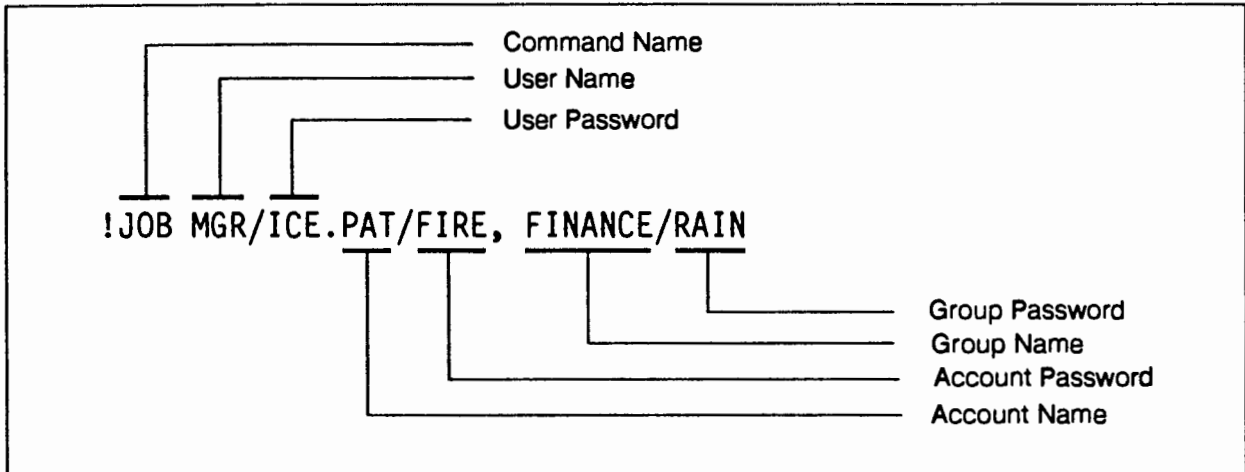 Command Name
User Name
User Password
!JOB MGR/ICE.PAT/FIRE, FINANCE/RAIN
Group Password
Group Name
Account Password
Account Name